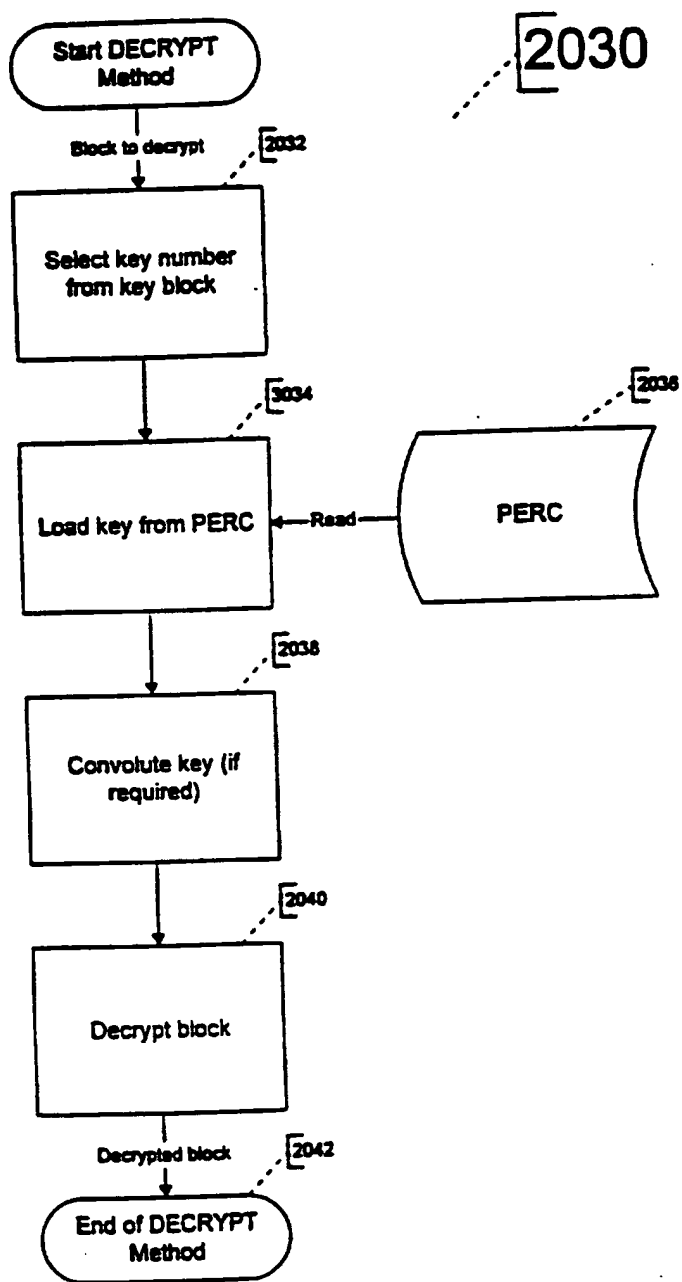 Start DECRYPT
Method
2030
Block to decrypt
2032
Select key number
from key block
3034
2036
Load key from PERC
Read
PERC
2038
Convolute key (if
required)
2040
Decrypt block
Decrypted block
2042
End of DECRYPT
Method